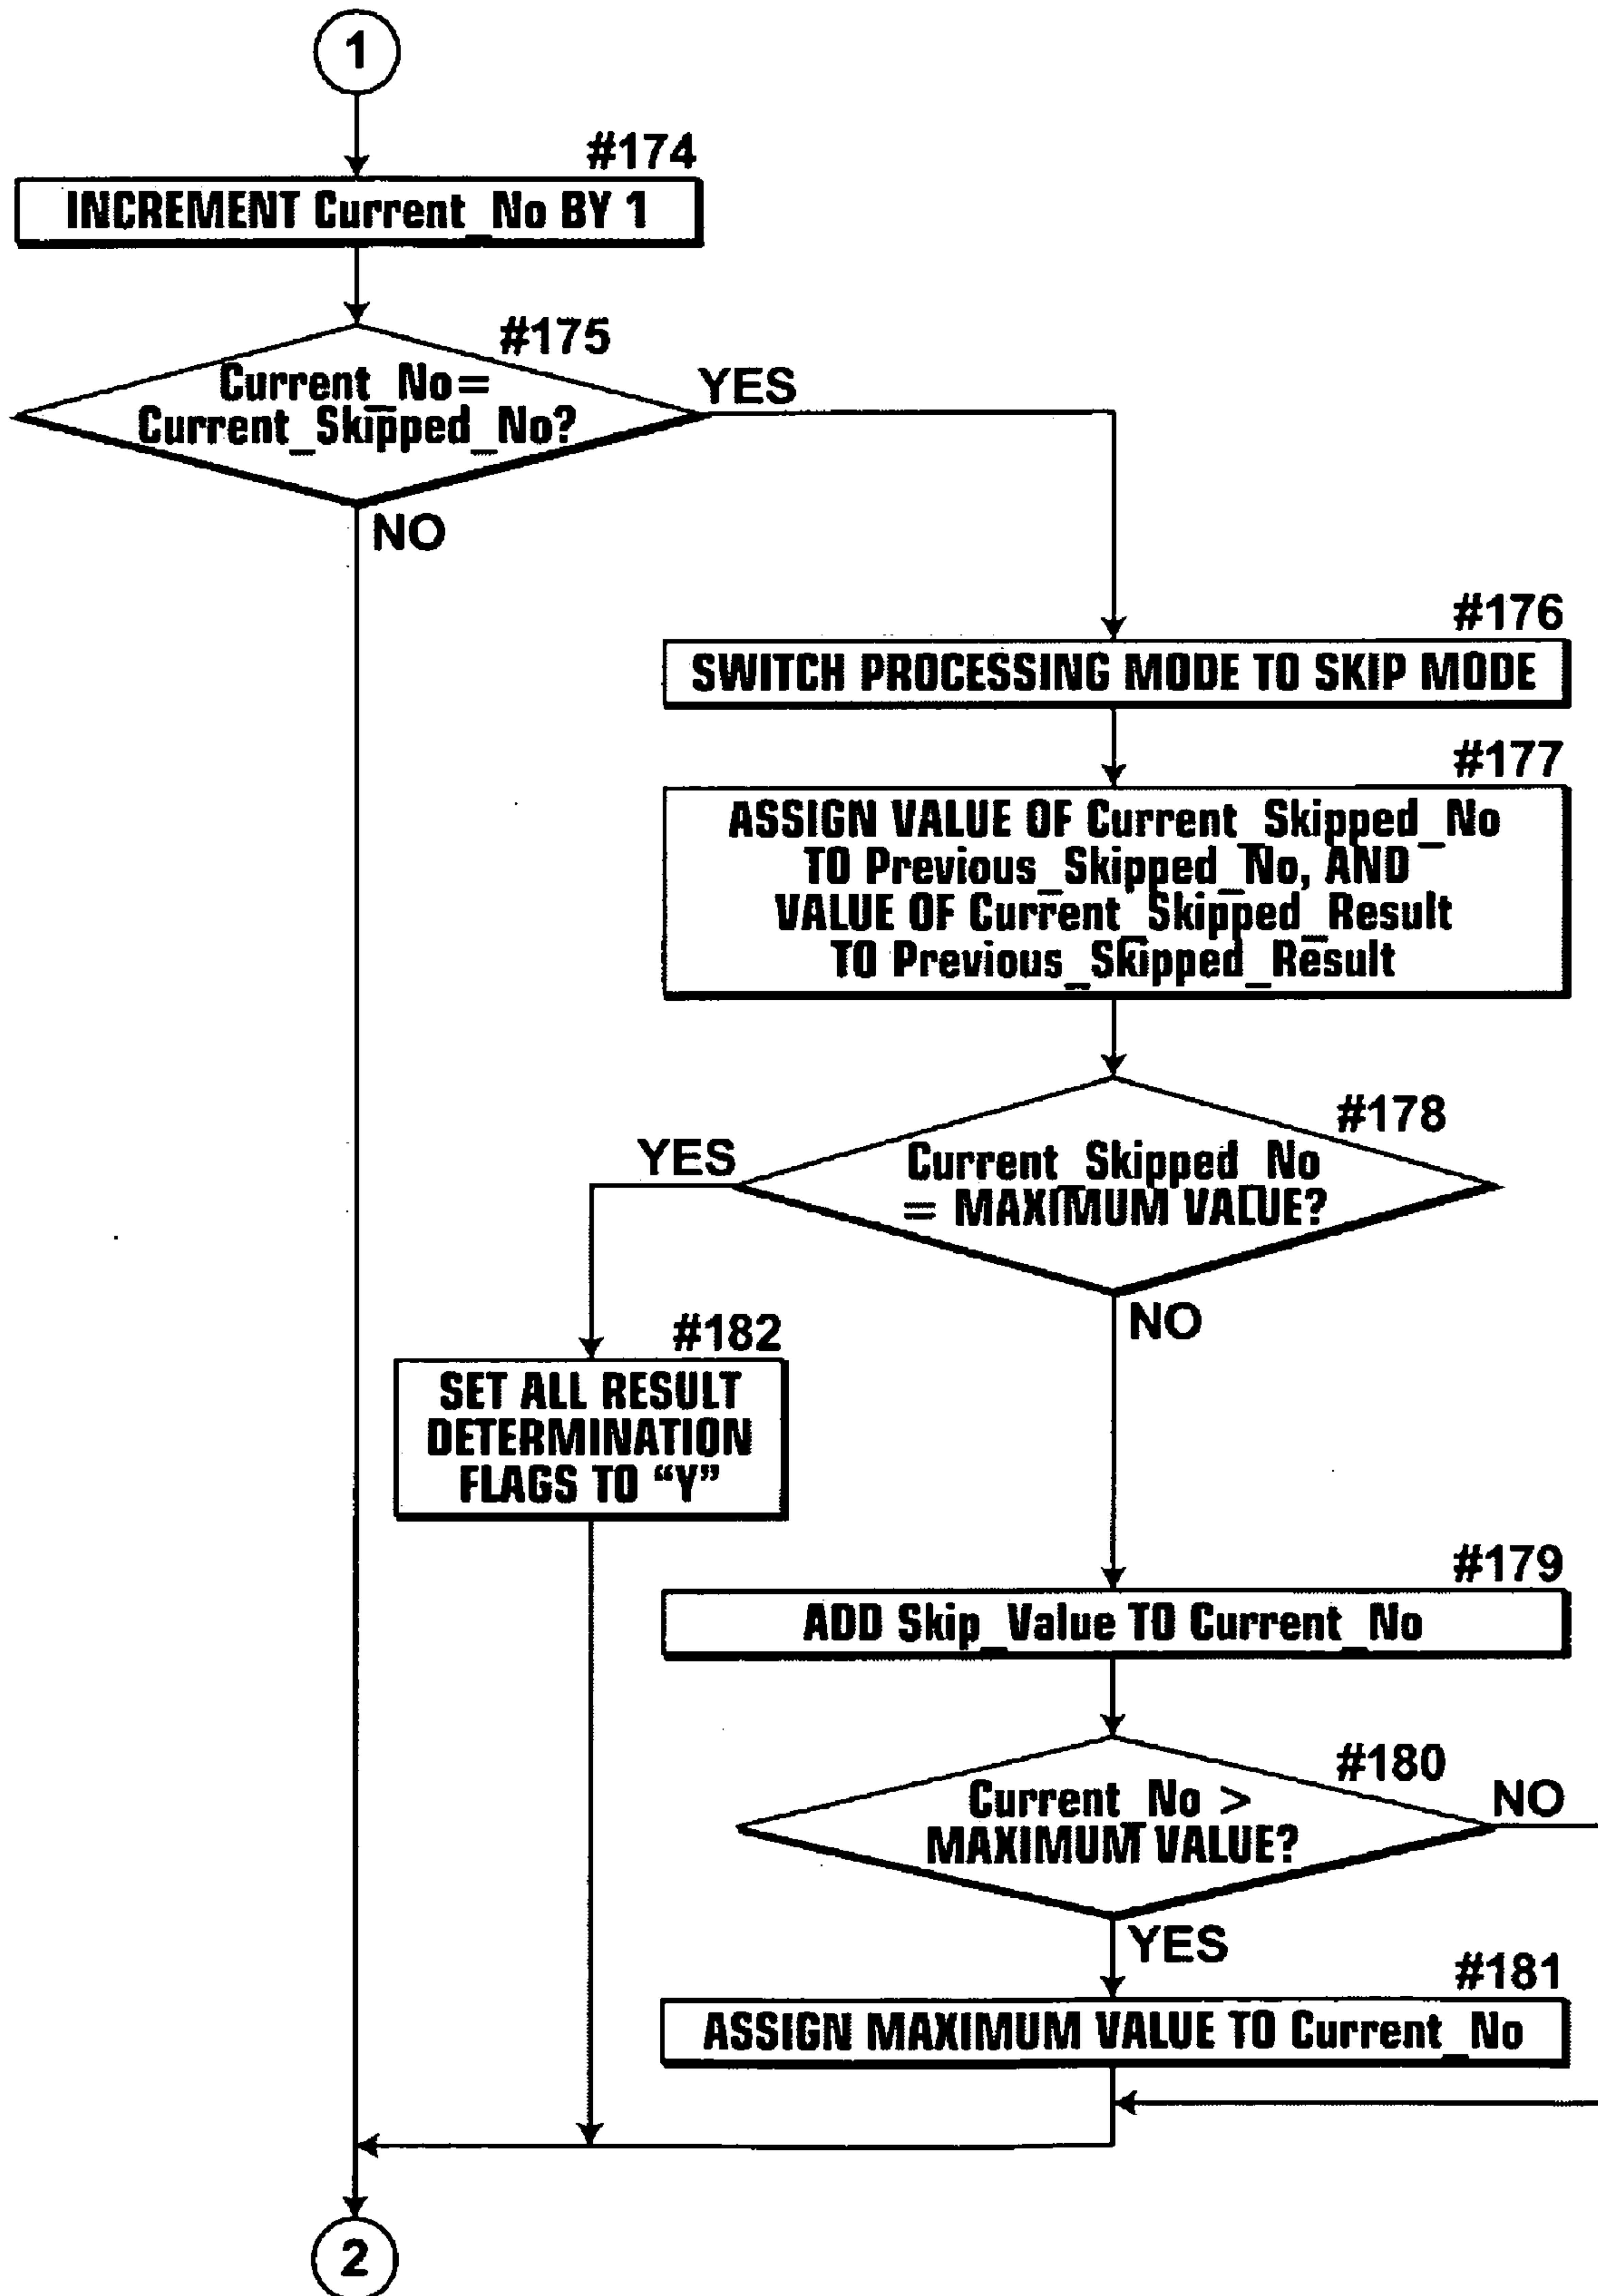 1
#174
INCREMENT Current_No BY 1
#175
Current_No=
Current_Skipped_No?
YES
NO
#176
SWITCH PROCESSING MODE TO SKIP MODE
#177
ASSIGN VALUE OF Current_Skipped_No
TO Previous_Skipped_No, AND
VALUE OF Current_Skipped_Result
TO Previous_Skipped_Result
#178
Current_Skipped_No
= MAXIMUM VALUE?
YES
NO
#182
SET ALL RESULT
DETERMINATION
FLAGS TO “Y”
#179
ADD Skip_Value TO Current_No
#180
Current_No >
MAXIMUM VALUE?
NO
YES
#181
ASSIGN MAXIMUM VALUE TO Current_No
2